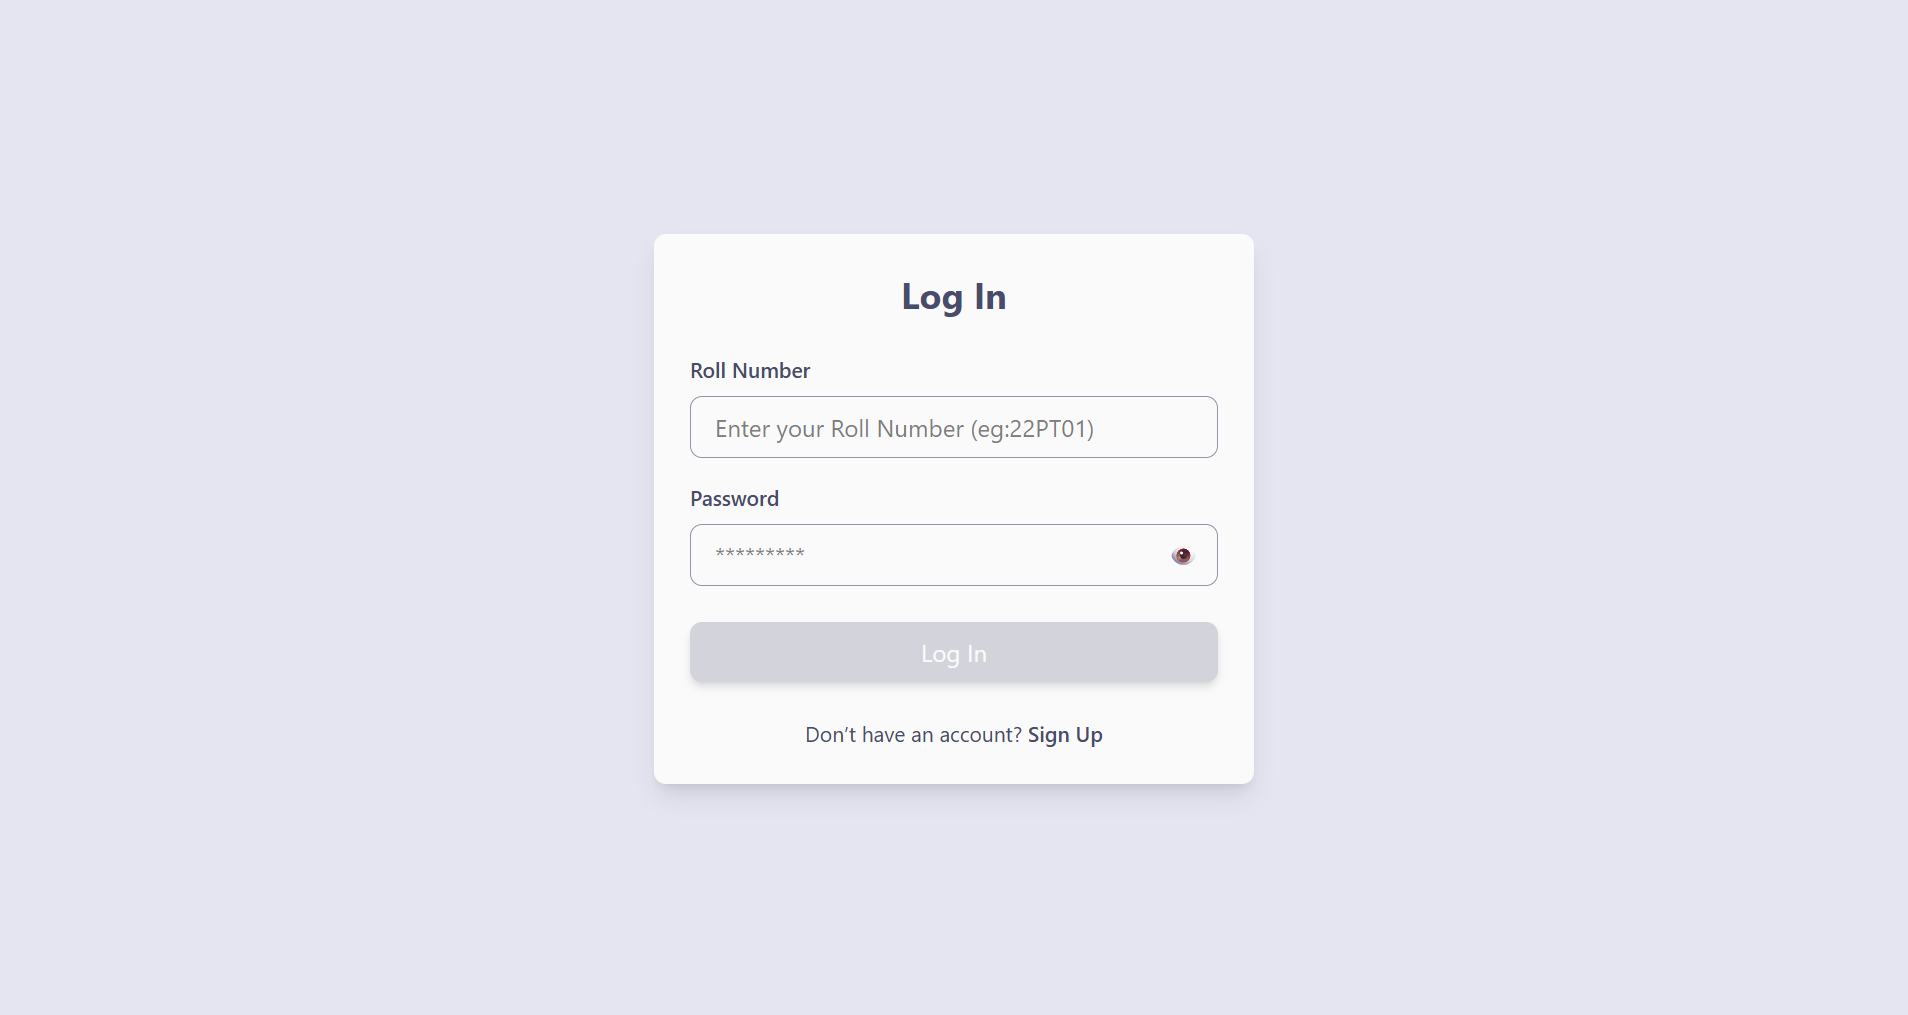 Log In
Roll Number
Enter your Roll Number (eg:22PT01)
Password
*********
Log In
Don’t have an account? Sign Up